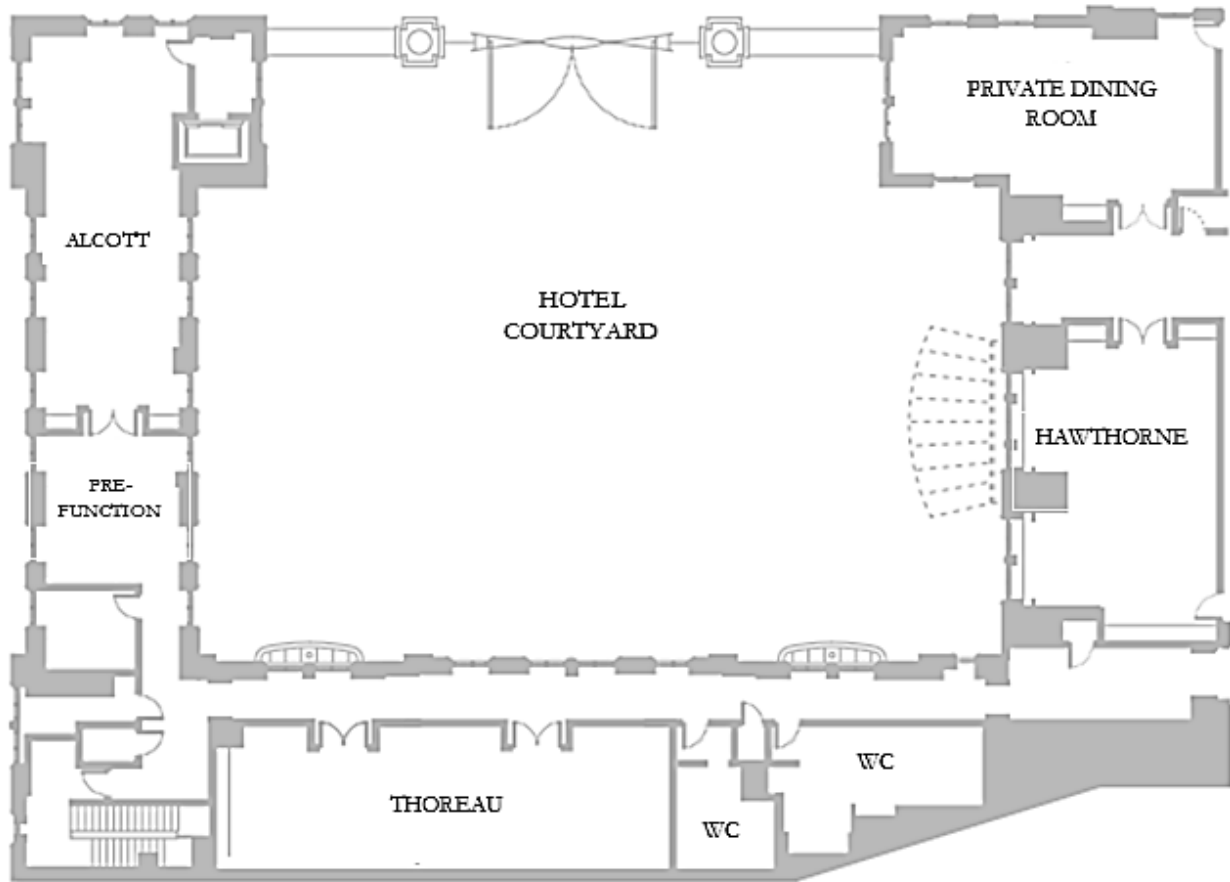 PRIVATE DINING
ROOM
ALCOTT
HOTEL
COURTYARD
HAWTHORNE
PRE-
FUNCTION
WC
THOREAU
WC